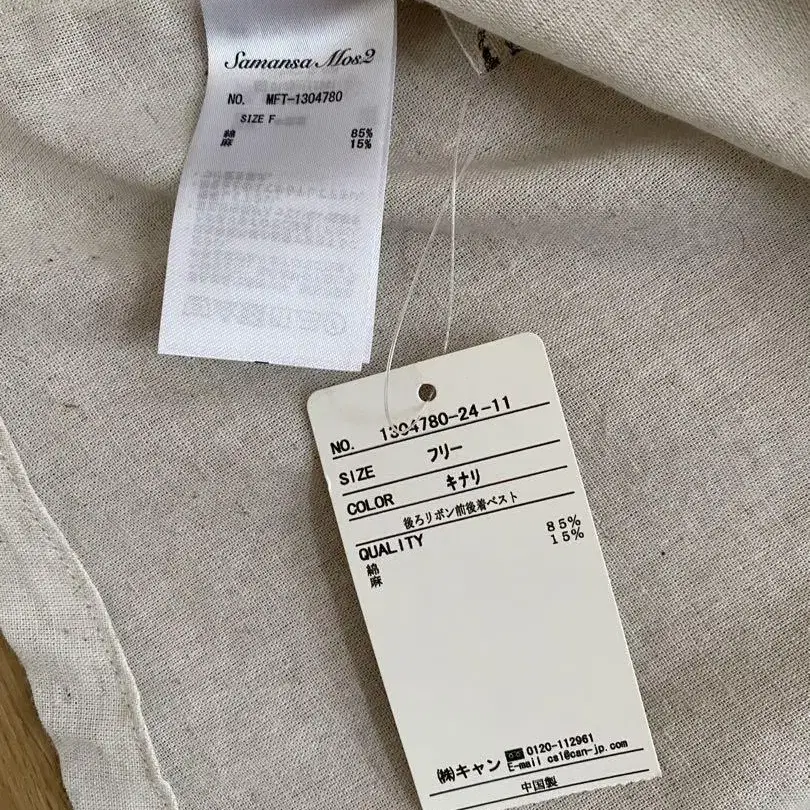 Samansa Mos2
NO. MFT-1304780
SIZE F
綿 85%
麻 15%
NO. 1304780-24-11
SIZE フリー
COLOR キナリ
後ろリボン前後着ベスト
QUALITY
綿 85%
麻 15%
㈱キャン 0120-112961
E-mail cs1@can-jp.com
中国製